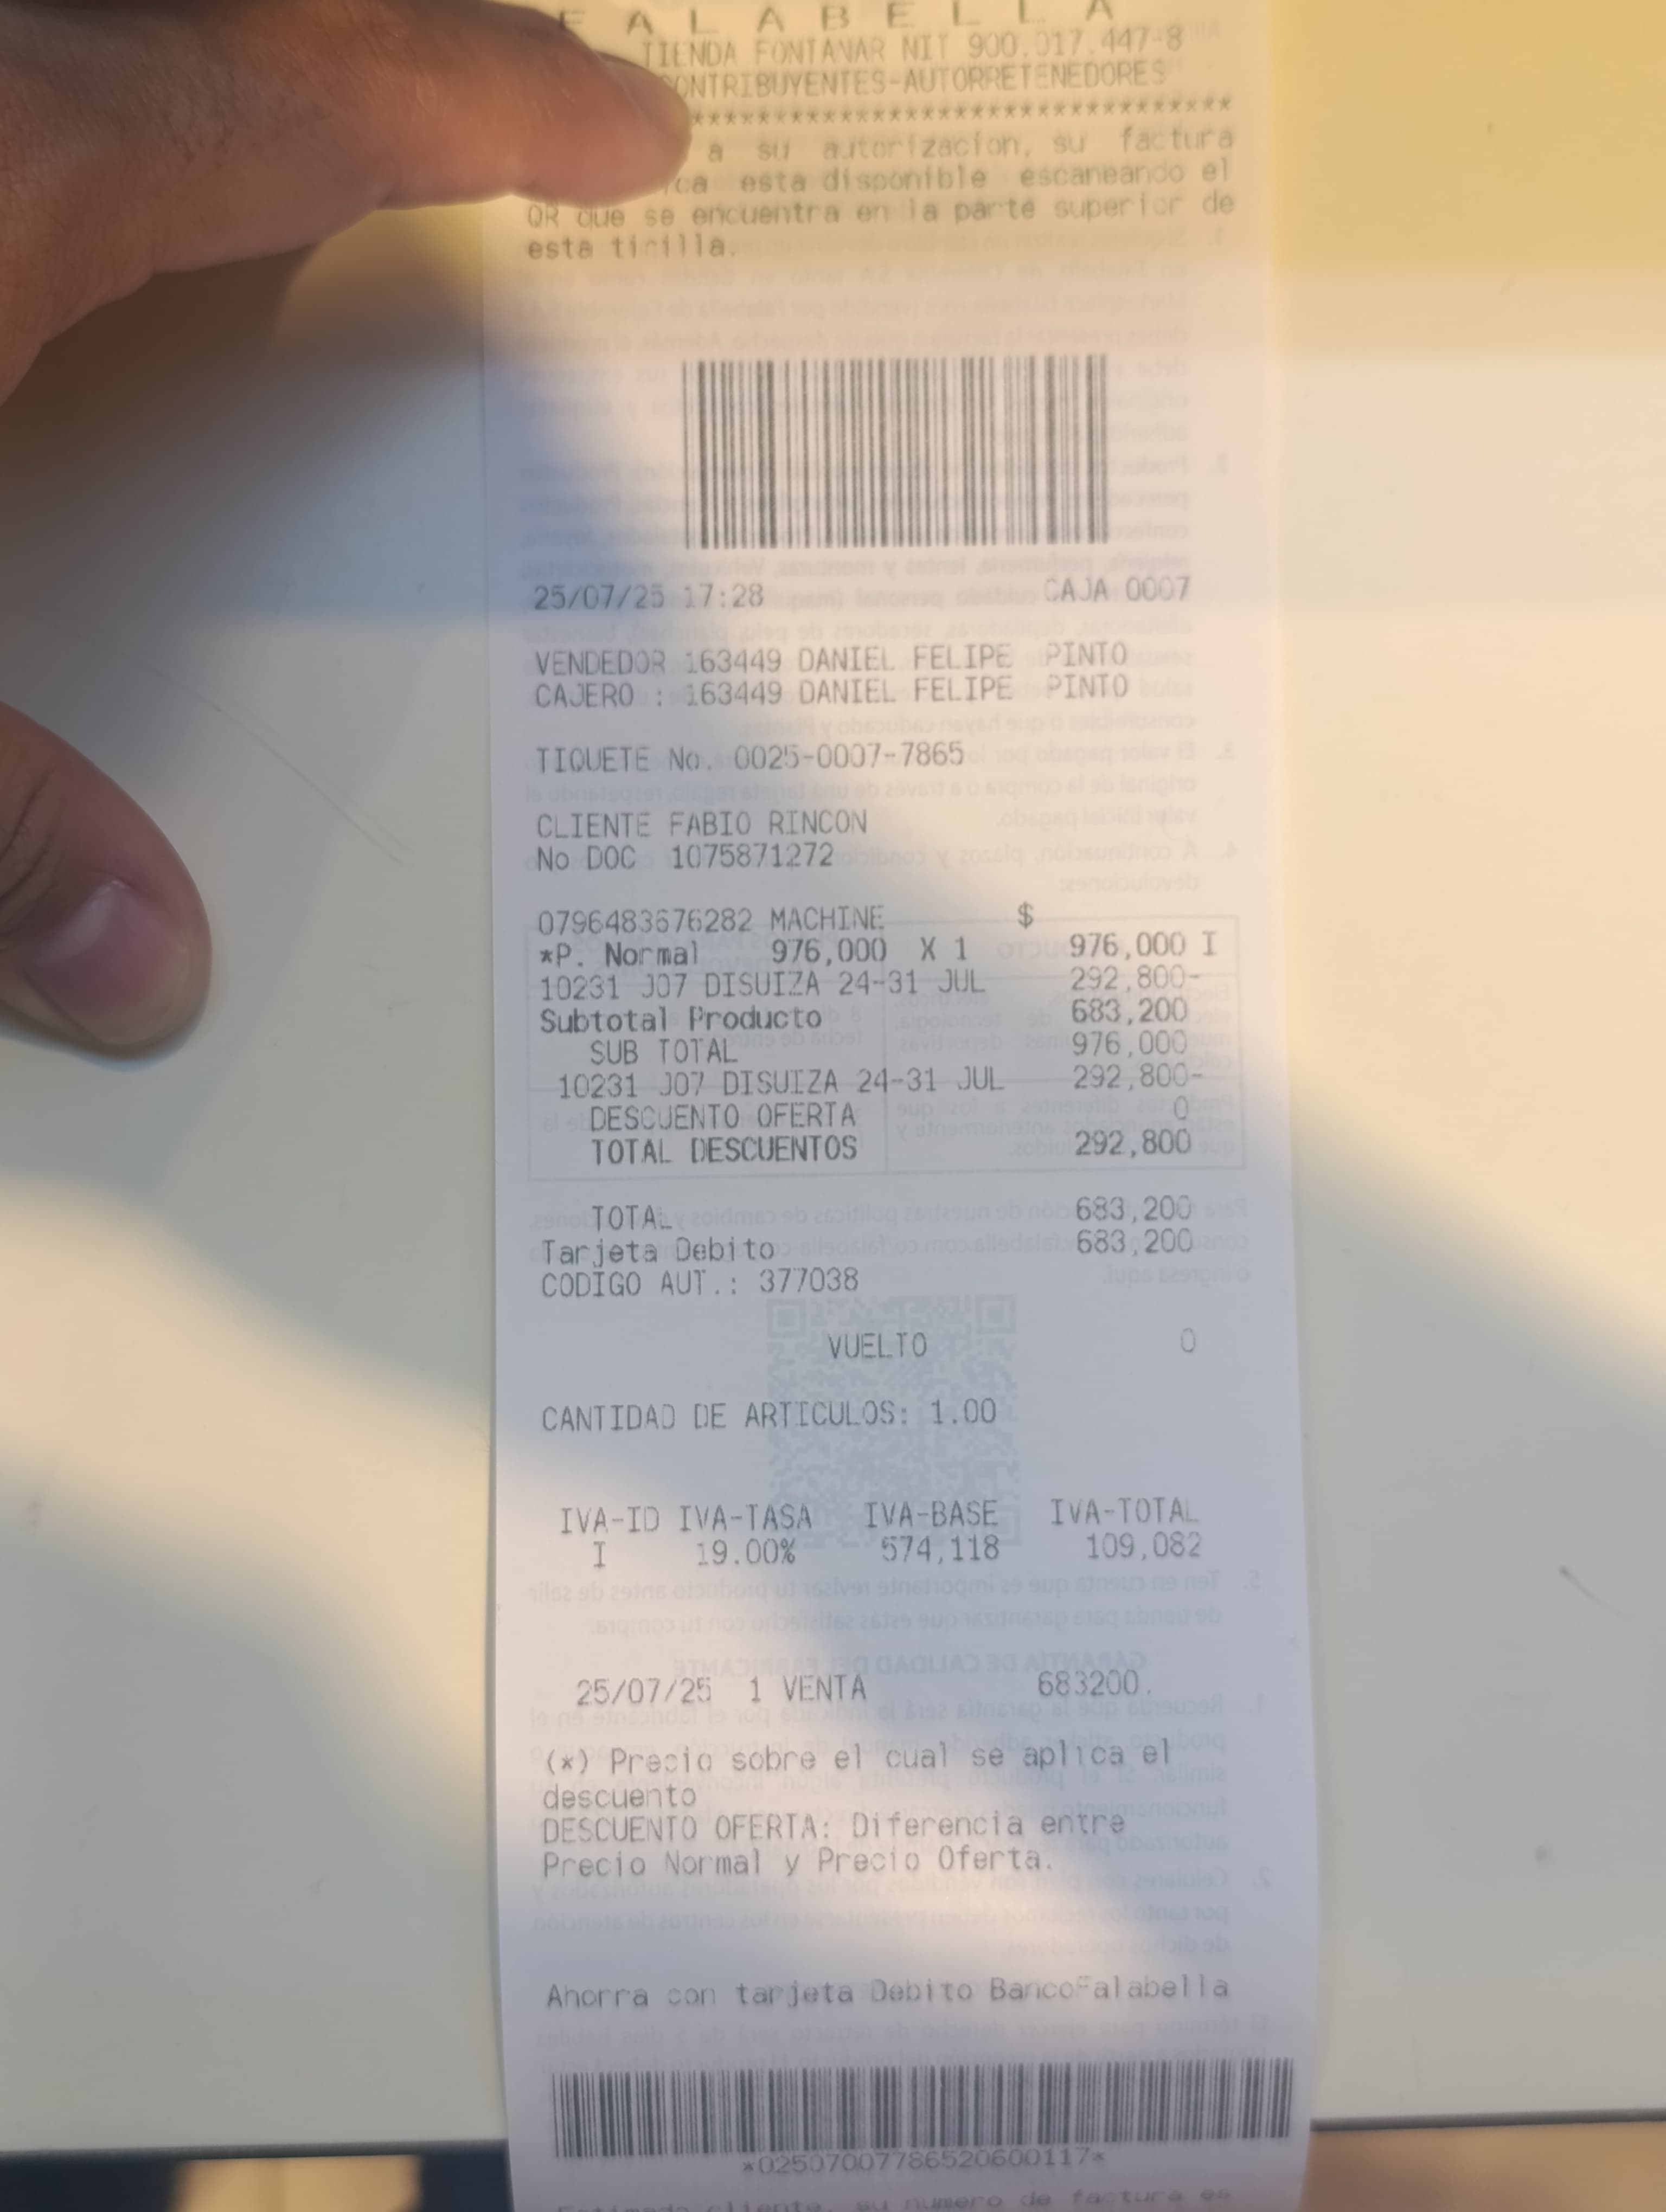 F A L A B E L L A
TIENDA FONTANAR NIT 900.017.447-8
CONTRIBUYENTES-AUTORRETENEDORES
******************************
a su autorizacion, su factura
esta disponible escaneando el
QR que se encuentra en la parte superior de
esta tirilla.
25/07/25 17:28 CAJA 0007
VENDEDOR 163449 DANIEL FELIPE PINTO
CAJERO : 163449 DANIEL FELIPE PINTO
TIQUETE No. 0025-0007-7865
CLIENTE FABIO RINCON
No DOC 1075871272
0796483676282 MACHINE $
*P. Normal 976,000 X 1 976,000 I
10231 J07 DISUIZA 24-31 JUL 292,800-
Subtotal Producto 683,200
SUB TOTAL 976,000
10231 J07 DISUIZA 24-31 JUL 292,800-
DESCUENTO OFERTA 0
TOTAL DESCUENTOS 292,800
TOTAL 683,200
Tarjeta Debito 683,200
CODIGO AUT.: 377038
VUELTO 0
CANTIDAD DE ARTICULOS: 1.00
IVA-ID IVA-TASA IVA-BASE IVA-TOTAL
I 19.00% 574,118 109,082
25/07/25 1 VENTA 683200.
(*) Precio sobre el cual se aplica el
descuento
DESCUENTO OFERTA: Diferencia entre
Precio Normal y Precio Oferta.
Ahorra con tarjeta Debito BancoFalabella
*02507007786520600117*
Estimado cliente, su numero de factura es